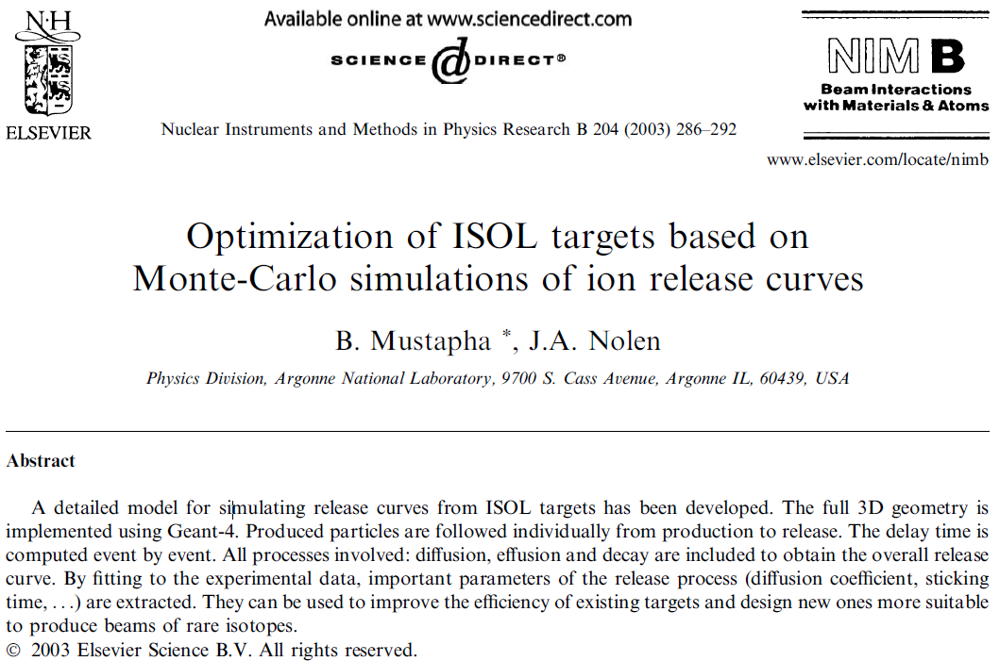 N·H
ELSEVIER
Available online at www.sciencedirect.com
SCIENCE @ DIRECT®
NIM B
Beam Interactions
with Materials & Atoms
Nuclear Instruments and Methods in Physics Research B 204 (2003) 286–292
www.elsevier.com/locate/nimb
Optimization of ISOL targets based on
Monte-Carlo simulations of ion release curves
B. Mustapha *, J.A. Nolen
Physics Division, Argonne National Laboratory, 9700 S. Cass Avenue, Argonne IL, 60439, USA
Abstract
A detailed model for simulating release curves from ISOL targets has been developed. The full 3D geometry is
implemented using Geant-4. Produced particles are followed individually from production to release. The delay time is
computed event by event. All processes involved: diffusion, effusion and decay are included to obtain the overall release
curve. By fitting to the experimental data, important parameters of the release process (diffusion coefficient, sticking
time, . . .) are extracted. They can be used to improve the efficiency of existing targets and design new ones more suitable
to produce beams of rare isotopes.
© 2003 Elsevier Science B.V. All rights reserved.